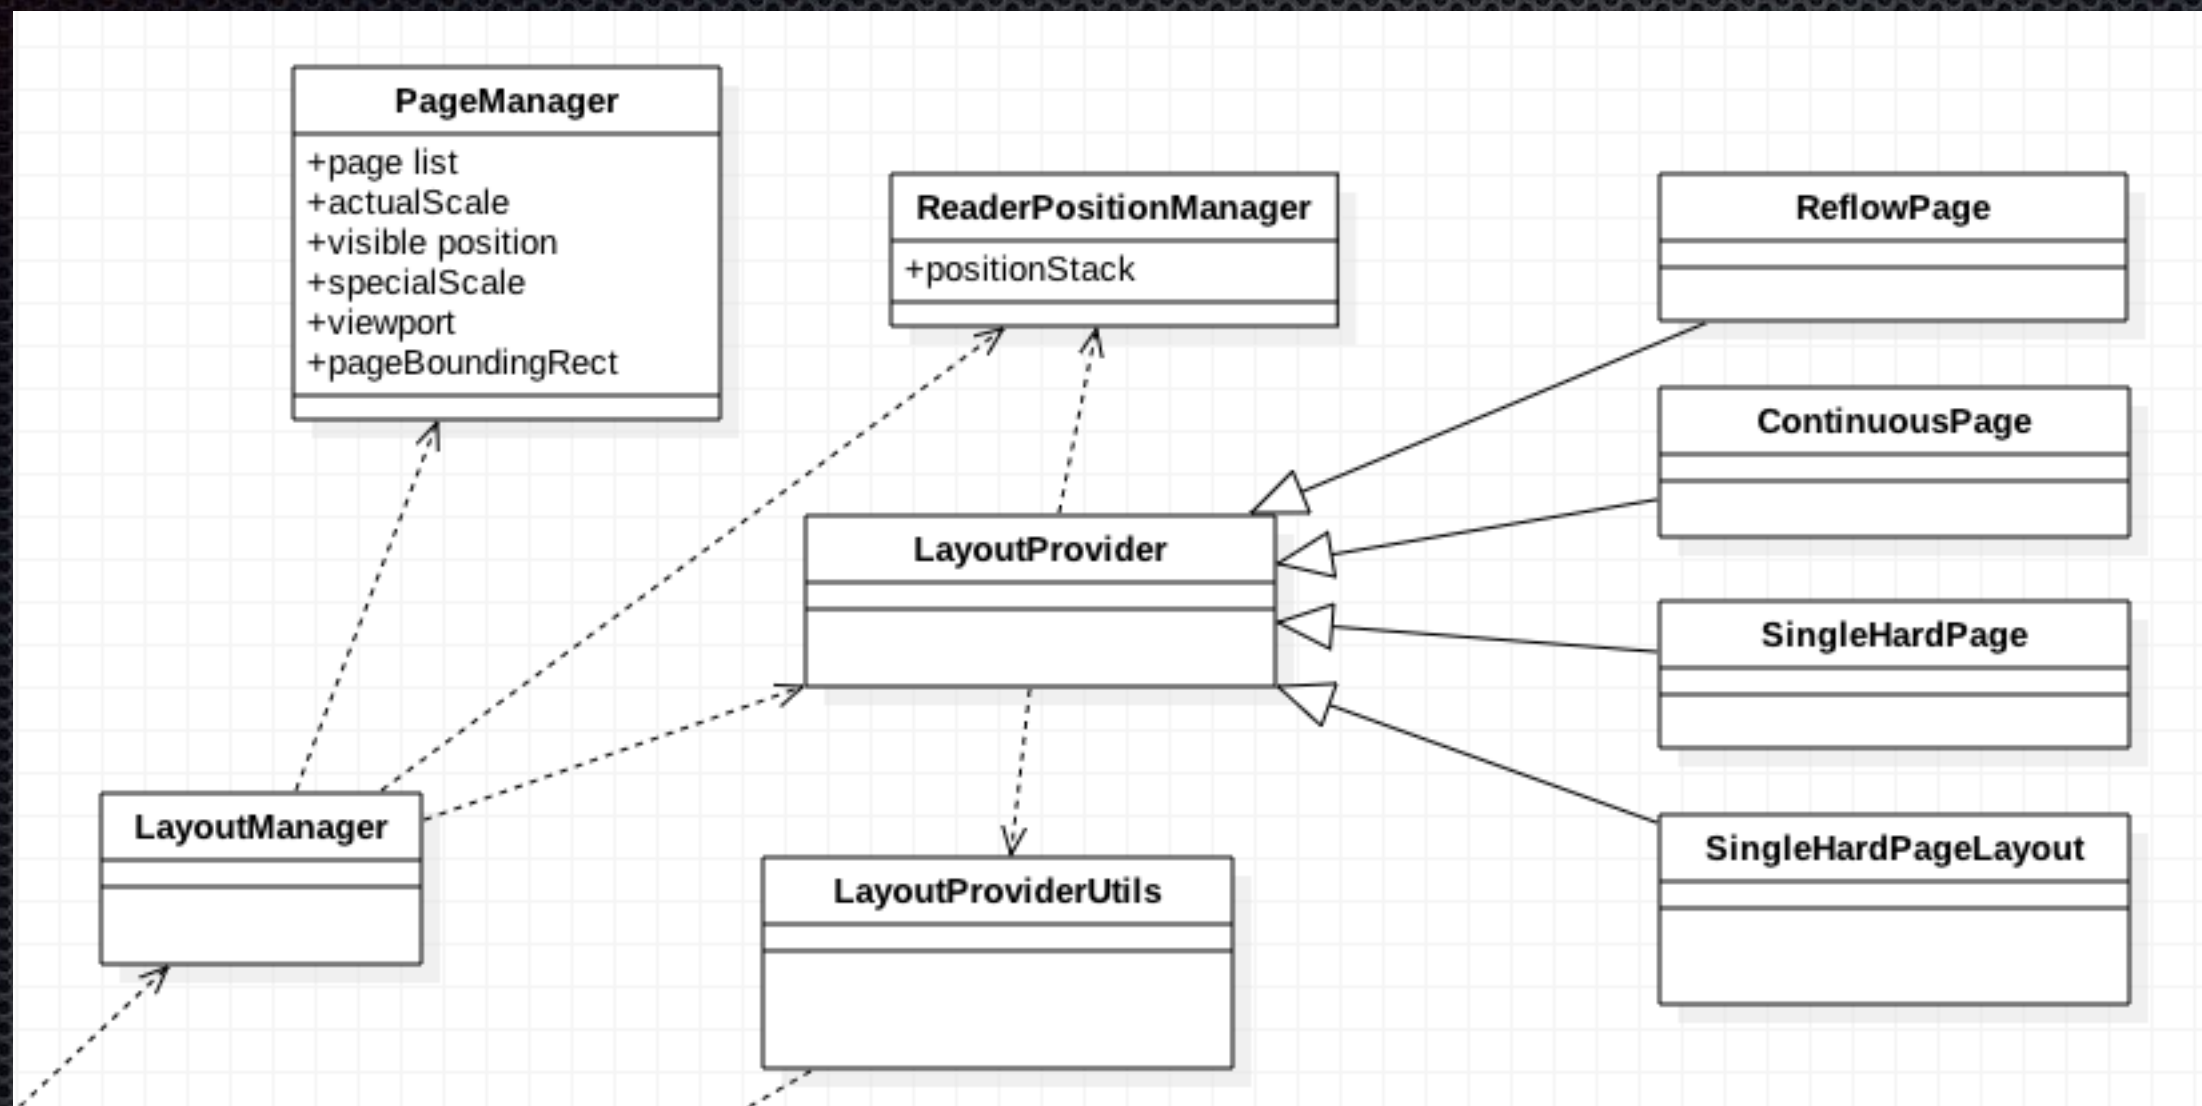 PageManager
+page list
+actualScale
+visible position
+specialScale
+viewport
+pageBoundingRect
ReaderPositionManager
+positionStack
ReflowPage
ContinuousPage
LayoutProvider
SingleHardPage
LayoutManager
SingleHardPageLayout
LayoutProviderUtils